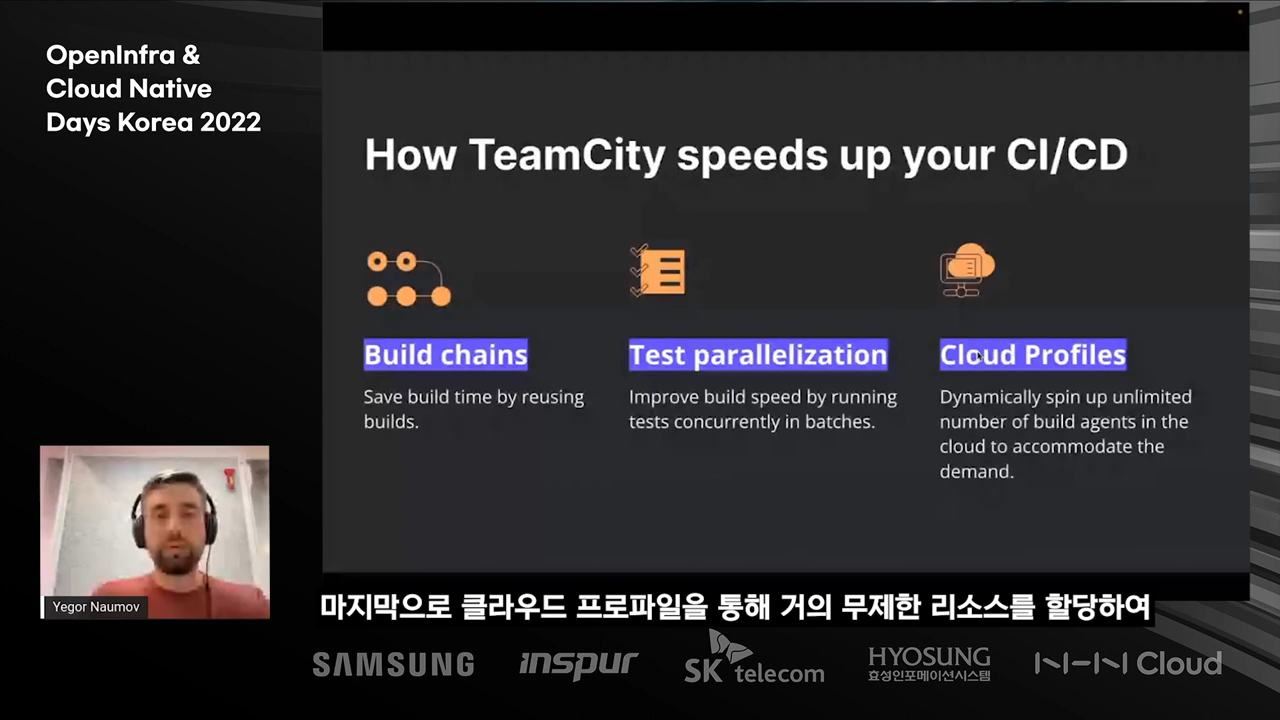 OpenInfra &
Cloud Native
Days Korea 2022
How TeamCity speeds up your CI/CD
Build chains
Save build time by reusing
builds.
Test parallelization
Improve build speed by running
tests concurrently in batches.
Cloud Profiles
Dynamically spin up unlimited
number of build agents in the
cloud to accommodate the
demand.
Yegor Naumov
마지막으로 클라우드 프로파일을 통해 거의 무제한 리소스를 할당하여
SAMSUNG
inspur
SK telecom
HYOSUNG
효성인포메이션시스템
NHN Cloud